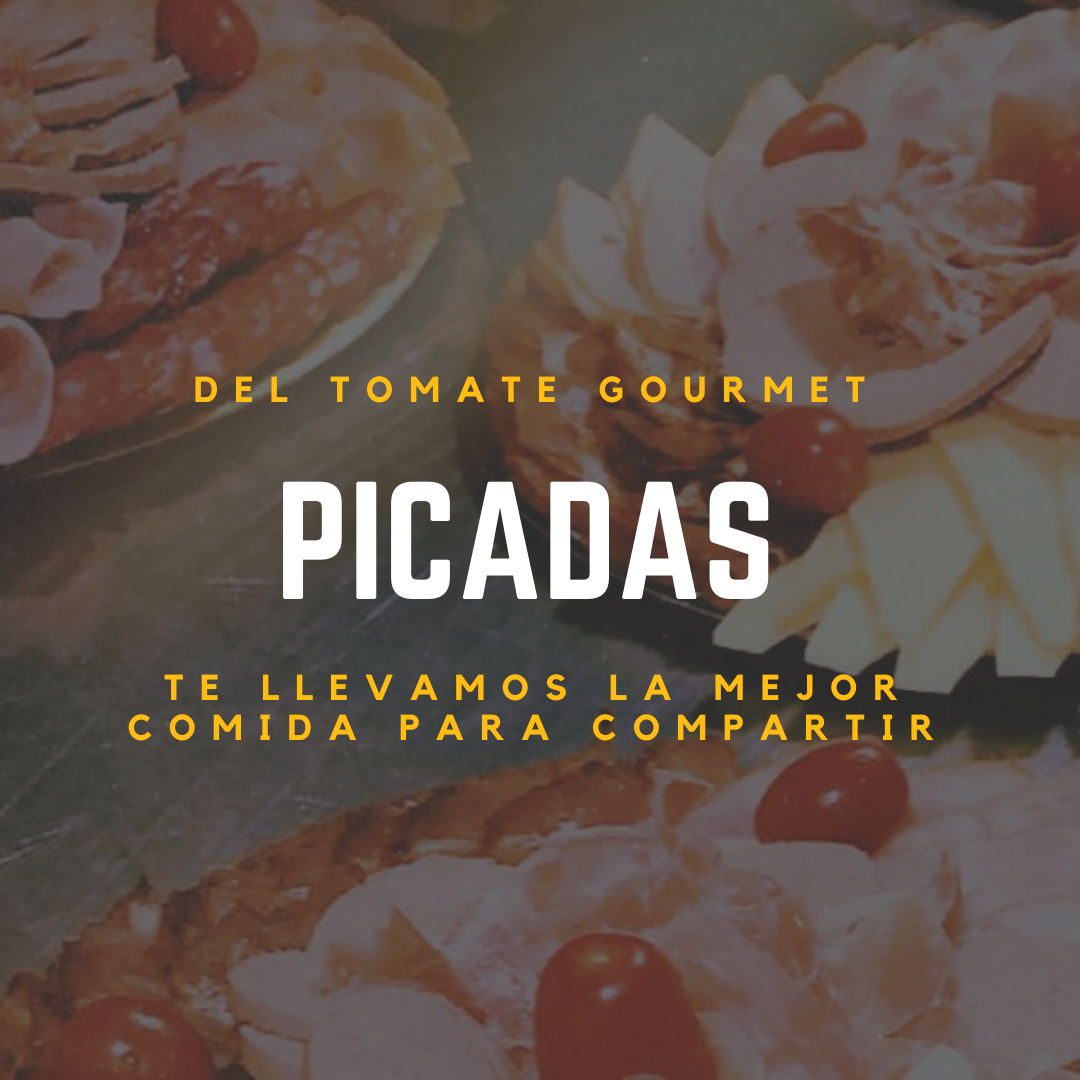 DEL TOMATE GOURMET
PICADAS
TE LLEVAMOS LA MEJOR
COMIDA PARA COMPARTIR